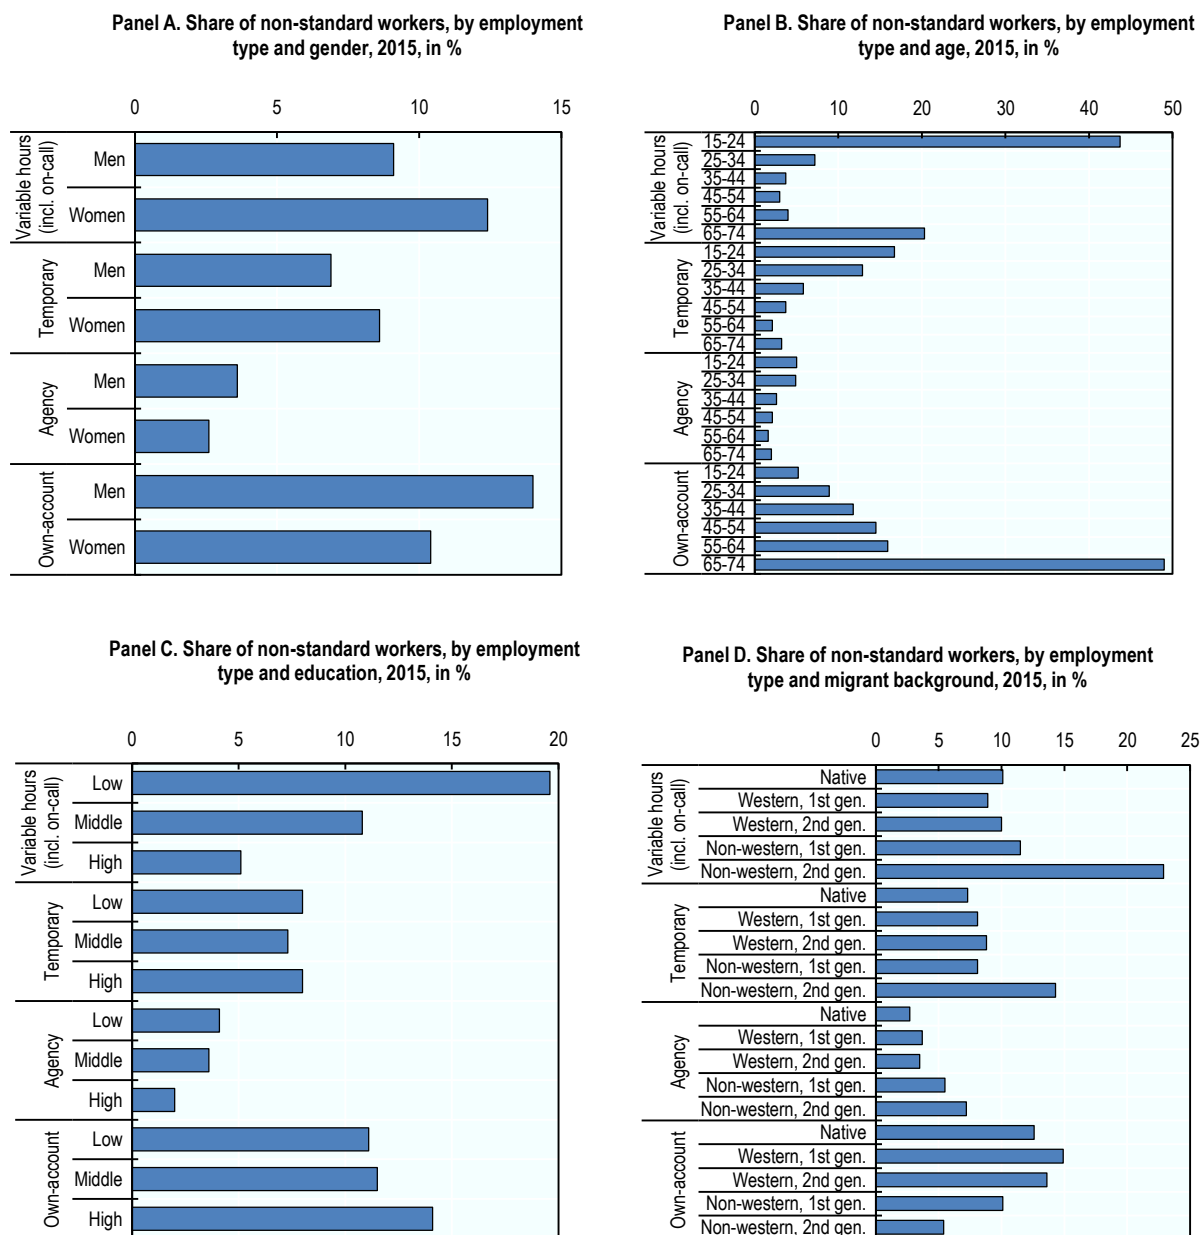 Panel A. Share of non-standard workers, by employment
type and gender, 2015, in %
0 5 10 15
Variable hours
(incl. on-call)
Men
Women
Temporary
Men
Women
Agency
Men
Women
Own-account
Men
Women
Panel B. Share of non-standard workers, by employment
type and age, 2015, in %
0 10 20 30 40 50
Variable hours
(incl. on-call)
15-24
25-34
35-44
45-54
55-64
65-74
Temporary
15-24
25-34
35-44
45-54
55-64
65-74
Agency
15-24
25-34
35-44
45-54
55-64
65-74
Own-account
15-24
25-34
35-44
45-54
55-64
65-74
Panel C. Share of non-standard workers, by employment
type and education, 2015, in %
0 5 10 15 20
Variable hours
(incl. on-call)
Low
Middle
High
Temporary
Low
Middle
High
Agency
Low
Middle
High
Own-account
Low
Middle
High
Panel D. Share of non-standard workers, by employment
type and migrant background, 2015, in %
0 5 10 15 20 25
Variable hours
(incl. on-call)
Native
Western, 1st gen.
Western, 2nd gen.
Non-western, 1st gen.
Non-western, 2nd gen.
Temporary
Native
Western, 1st gen.
Western, 2nd gen.
Non-western, 1st gen.
Non-western, 2nd gen.
Agency
Native
Western, 1st gen.
Western, 2nd gen.
Non-western, 1st gen.
Non-western, 2nd gen.
Own-account
Native
Western, 1st gen.
Western, 2nd gen.
Non-western, 1st gen.
Non-western, 2nd gen.